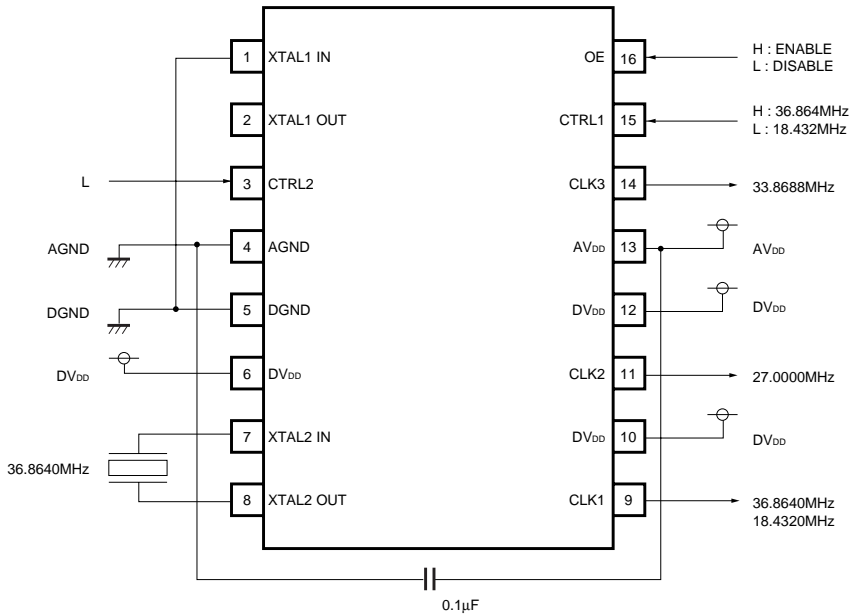 1 XTAL1 IN
OE 16
H : ENABLE
L : DISABLE
2 XTAL1 OUT
CTRL1 15
H : 36.864MHz
L : 18.432MHz
L
3 CTRL2
CLK3 14
33.8688MHz
AGND
4 AGND
AVDD 13
AVDD
DGND
5 DGND
DVDD 12
DVDD
DVDD
6 DVDD
CLK2 11
27.0000MHz
36.8640MHz
7 XTAL2 IN
DVDD 10
DVDD
8 XTAL2 OUT
CLK1 9
36.8640MHz
18.4320MHz
0.1µF